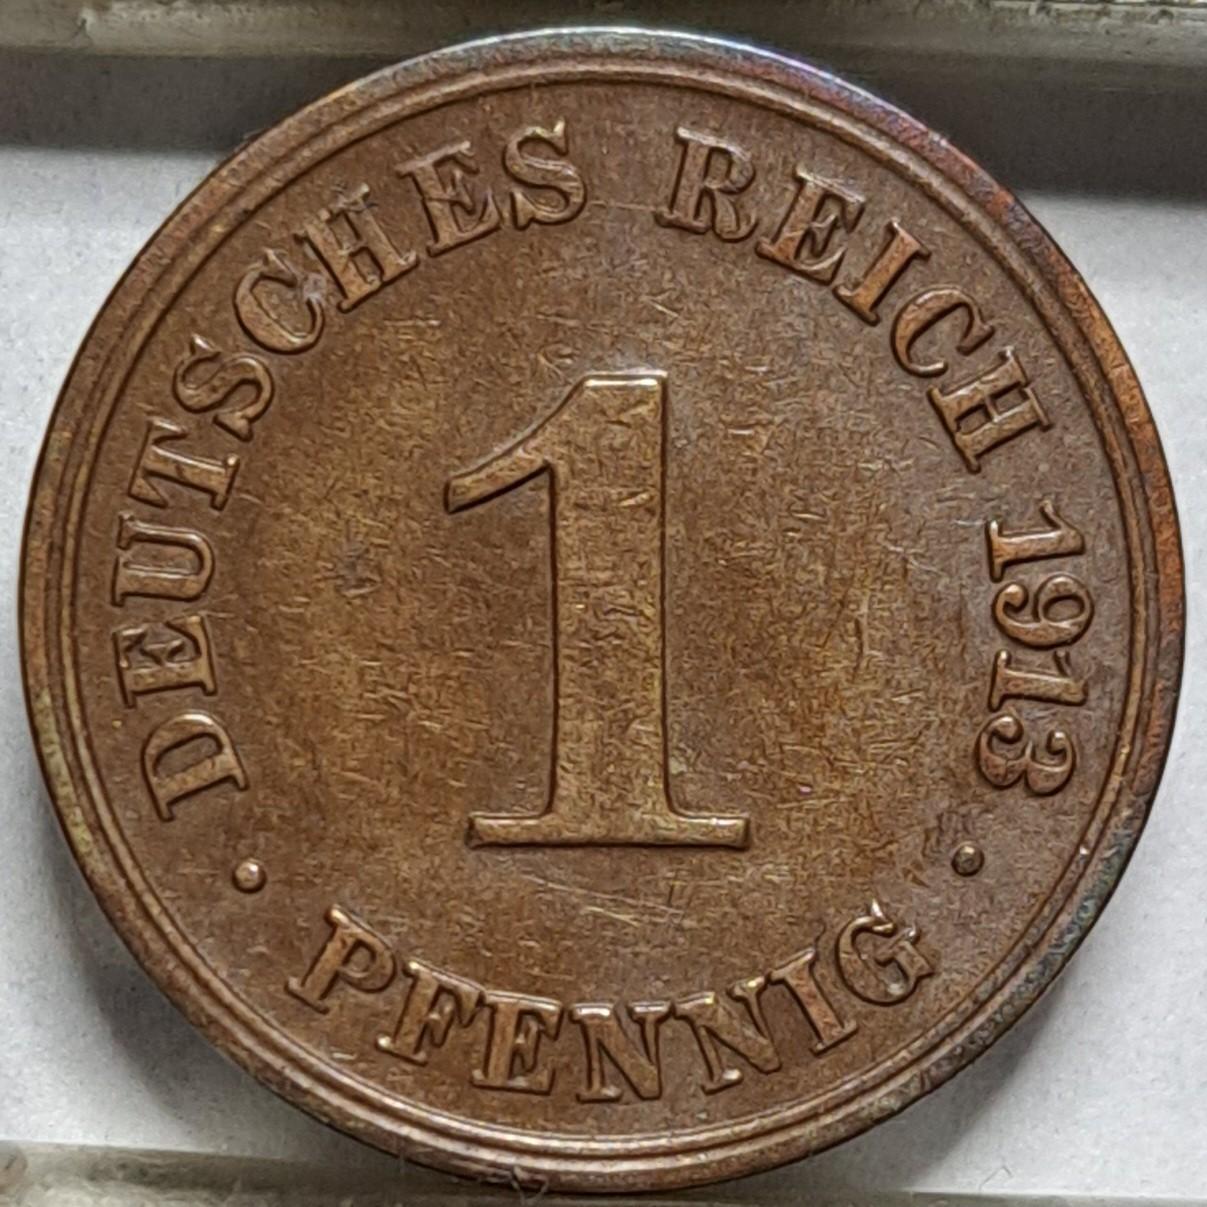 DEUTSCHES REICH 1913
1
· PFENNIG ·